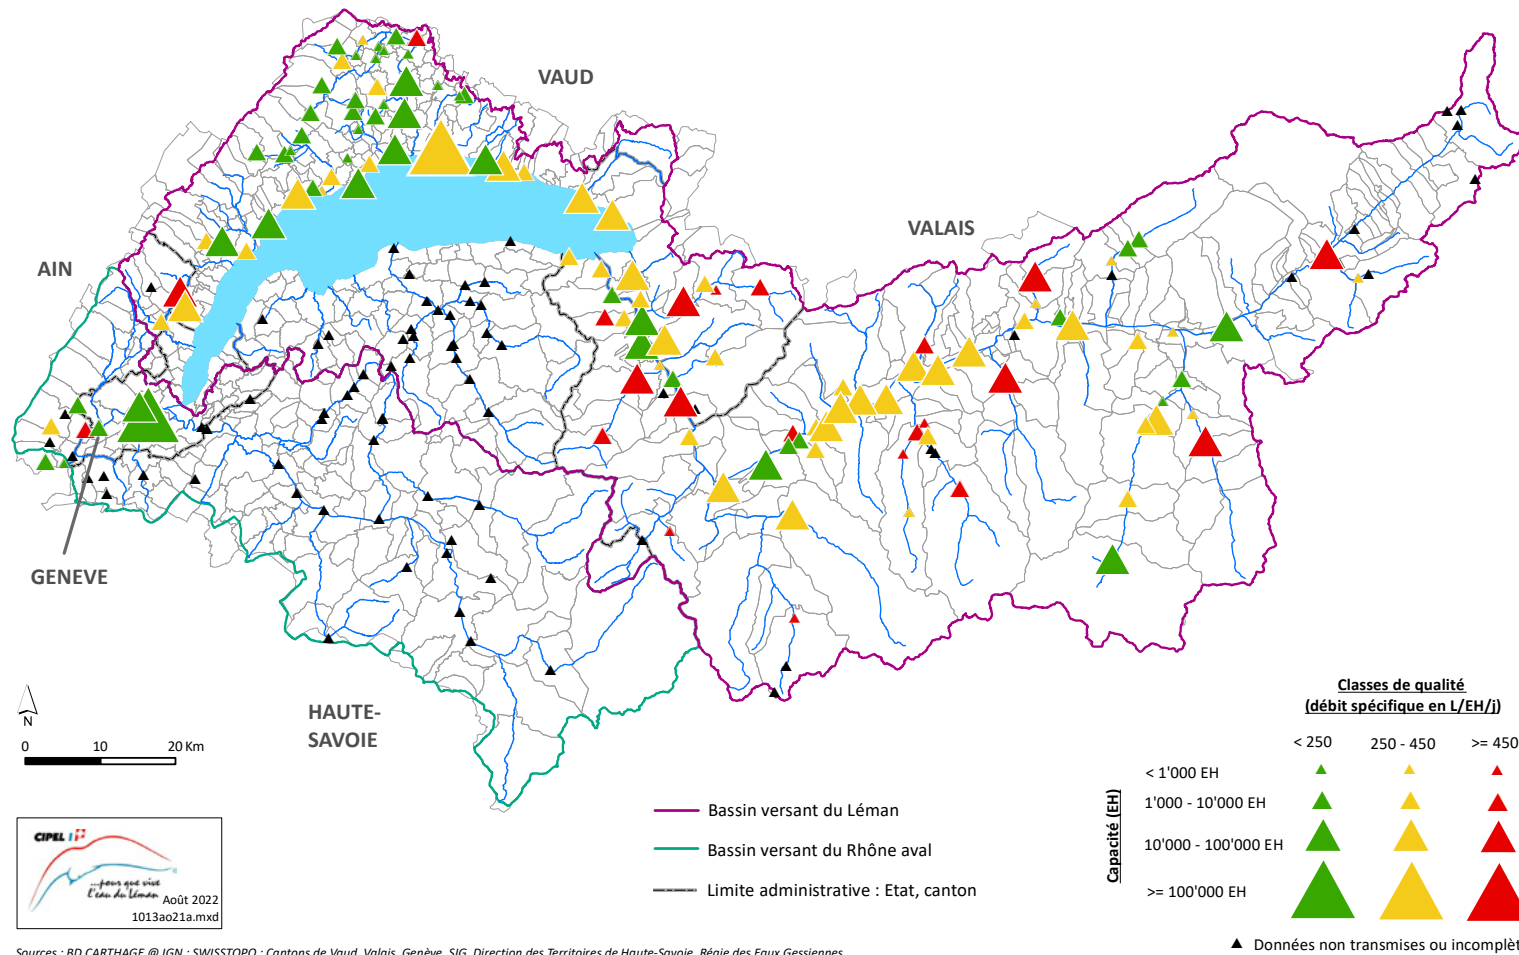 VAUD
VALAIS
AIN
GENEVE
HAUTE-
SAVOIE
N
0 10 20 Km
CIPEL
...pour que vive
l'eau du Léman
Août 2022
1013ao21a.mxd
Bassin versant du Léman
Bassin versant du Rhône aval
Limite administrative : Etat, canton
Classes de qualité
(débit spécifique en L/EH/j)
< 250 250 - 450 >= 450
Capacité (EH)
< 1'000 EH
1'000 - 10'000 EH
10'000 - 100'000 EH
>= 100'000 EH
Données non transmises ou incomplèt
Sources : BD CARTHAGE @ IGN ; SWISSTOPO ; Cantons de Vaud, Valais, Genève, SIG, Direction des Territoires de Haute-Savoie, Régie des Eaux Gessiennes